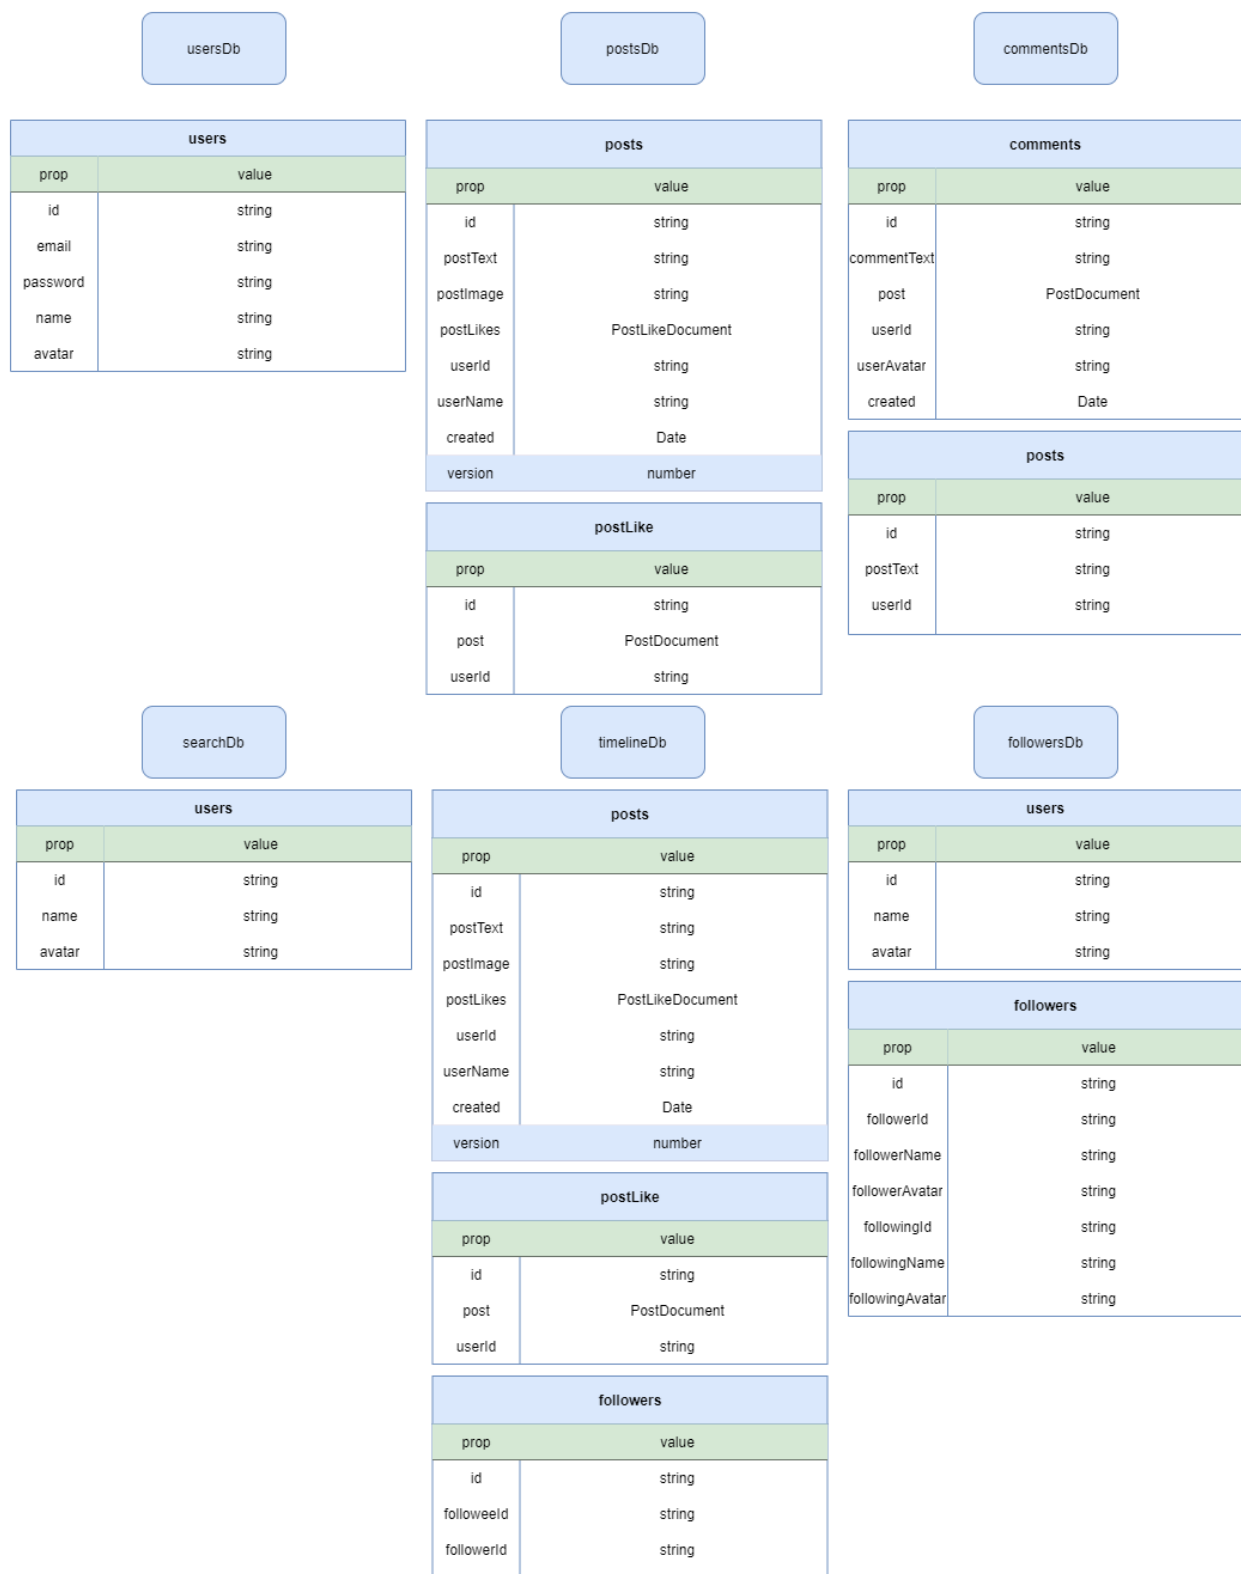 usersDb
users
prop value
id string
email string
password string
name string
avatar string
postsDb
posts
prop value
id string
postText string
postImage string
postLikes PostLikeDocument
userId string
userName string
created Date
version number
postLike
prop value
id string
post PostDocument
userId string
commentsDb
comments
prop value
id string
commentText string
post PostDocument
userId string
userAvatar string
created Date
posts
prop value
id string
postText string
userId string
searchDb
users
prop value
id string
name string
avatar string
timelineDb
posts
prop value
id string
postText string
postImage string
postLikes PostLikeDocument
userId string
userName string
created Date
version number
postLike
prop value
id string
post PostDocument
userId string
followers
prop value
id string
followeeId string
followerId string
followersDb
users
prop value
id string
name string
avatar string
followers
prop value
id string
followerId string
followerName string
followerAvatar string
followingId string
followingName string
followingAvatar string